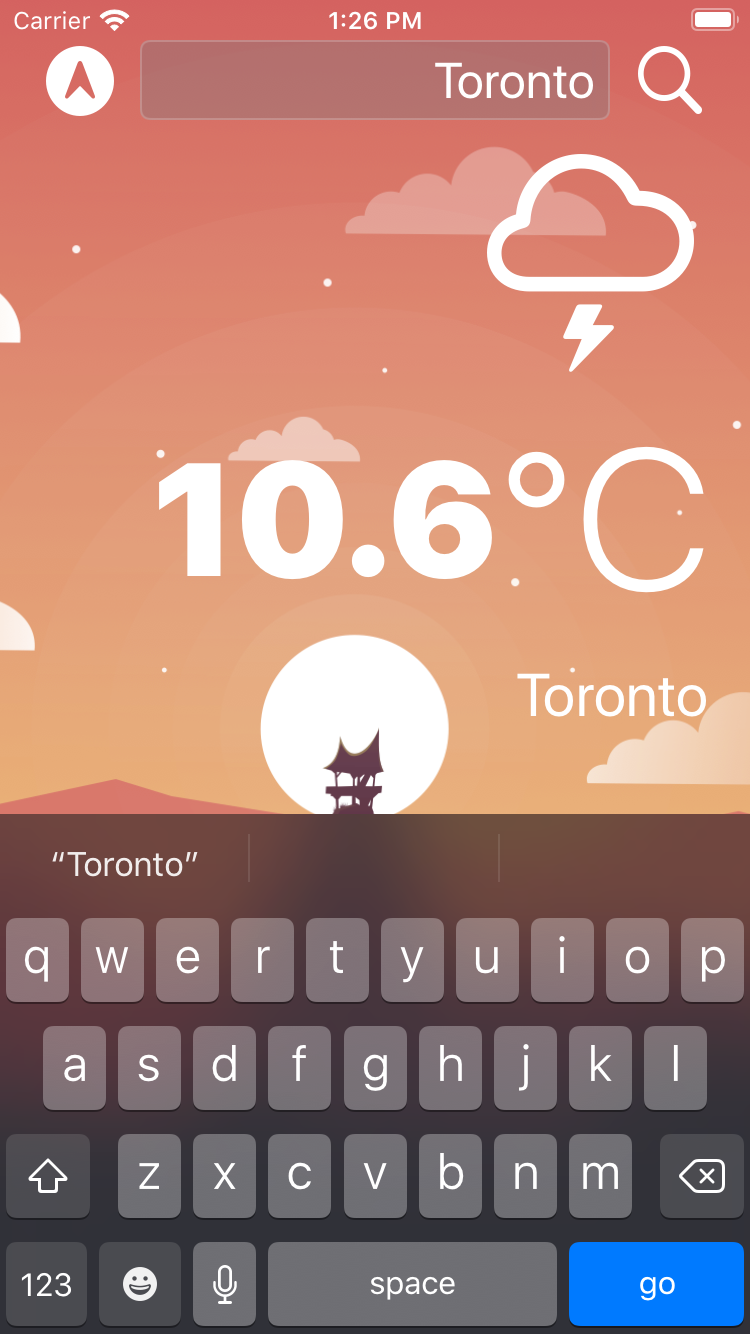 Carrier 1:26 PM
Toronto
10.6°C
Toronto
“Toronto”
q w e r t y u i o p
a s d f g h j k l
z x c v b n m
123 space go